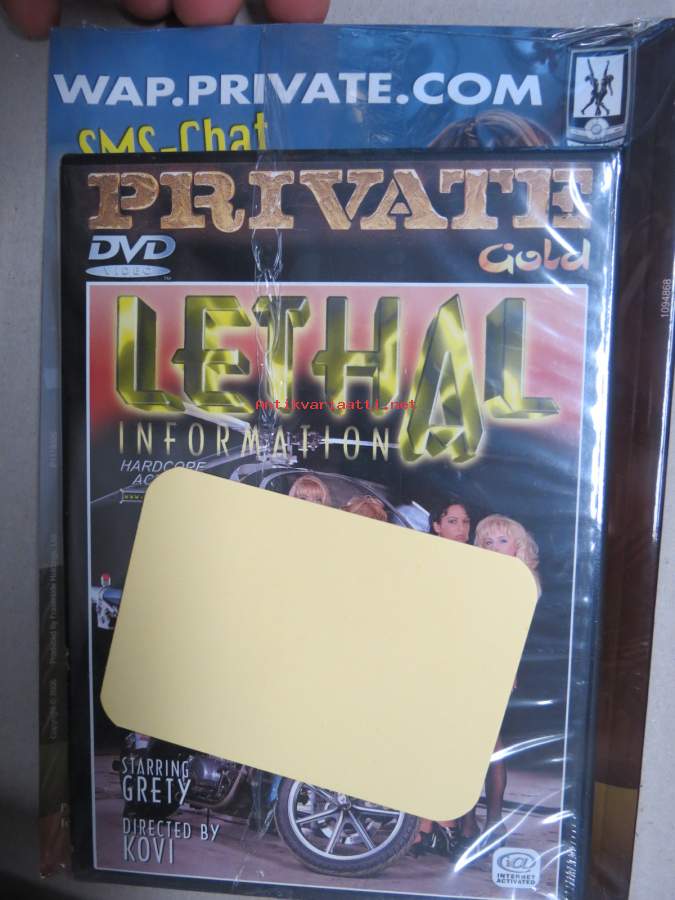 WAP.PRIVATE.COM
SMS-Chat
PRIVATE
DVD
VIDEO
Gold
LETHAL
Antikvariaatti.net
INFORMATION
HARDCORE
1094868
STARRING
GRETY
DIRECTED BY
KOVI
INTERNET
ACTIVATED